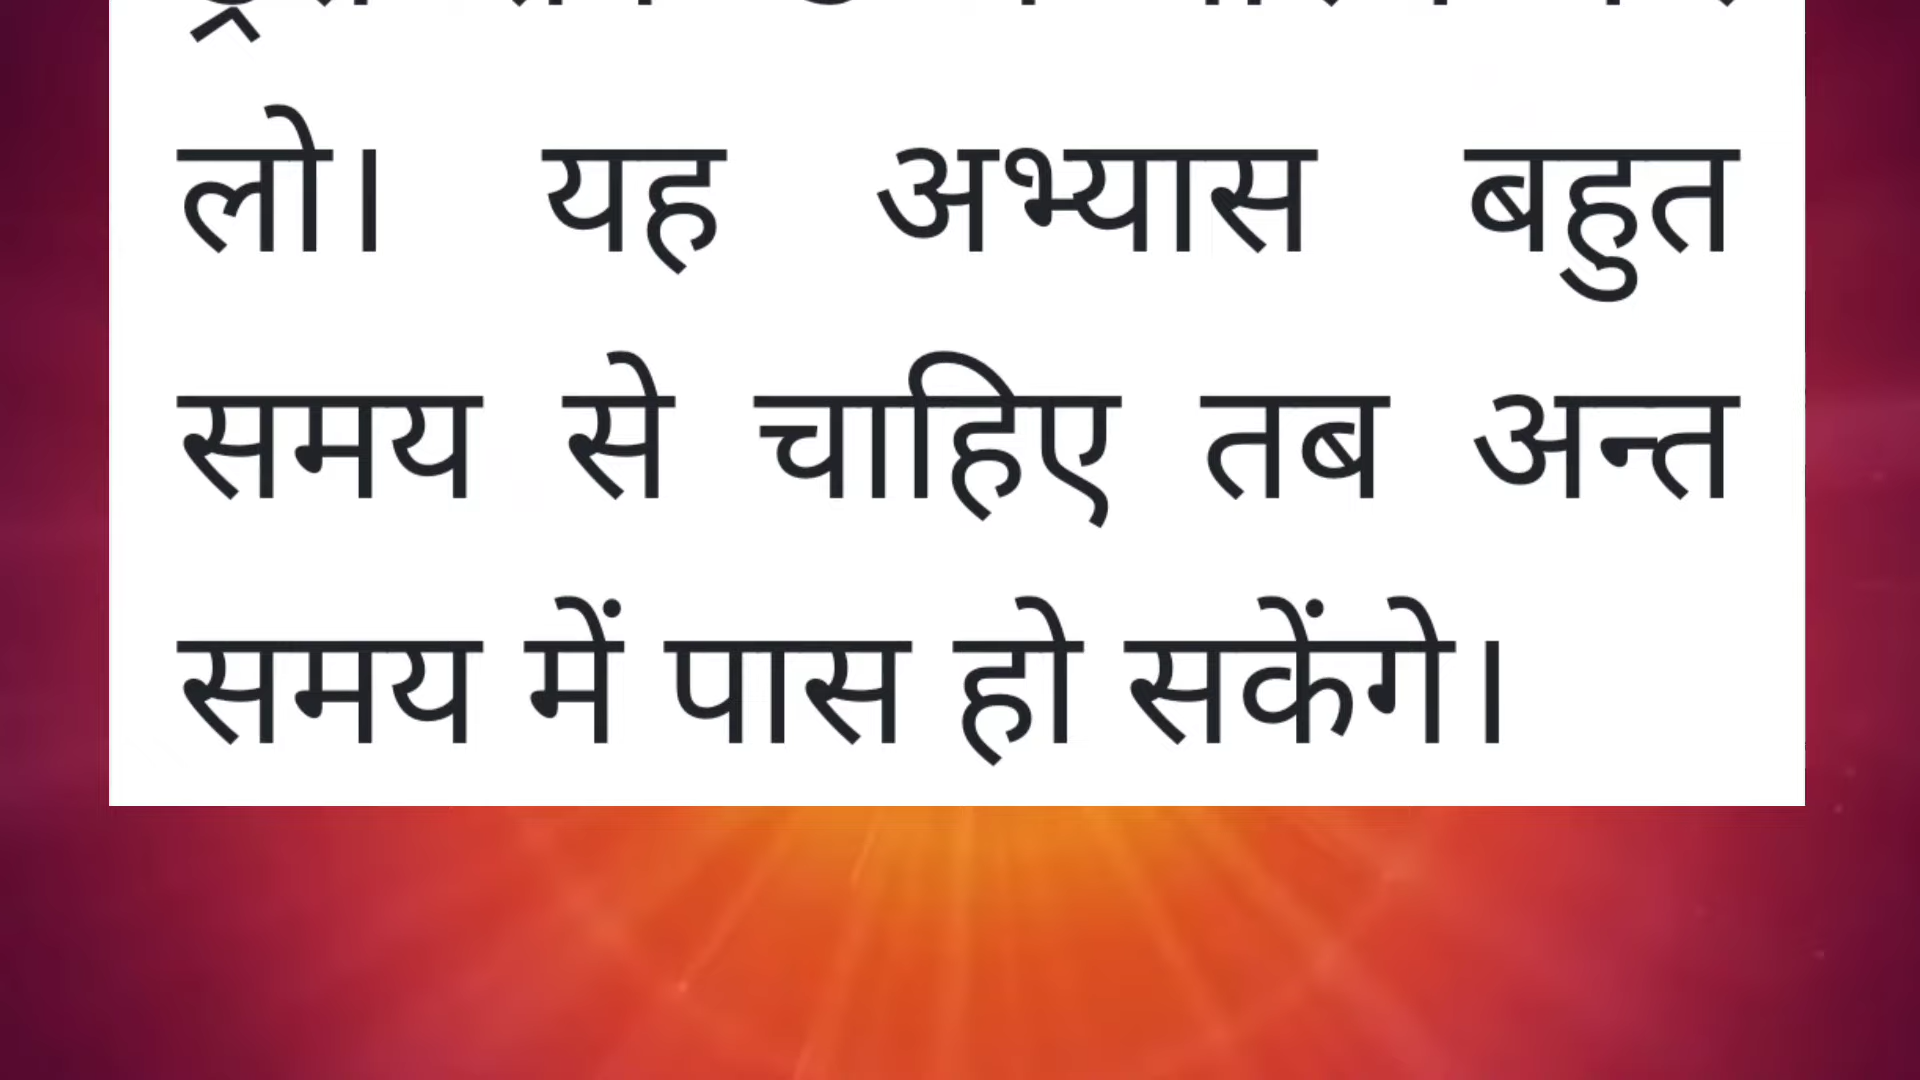 लो। यह अभ्यास बहुत
समय से चाहिए तब अन्त
समय में पास हो सकेंगे।